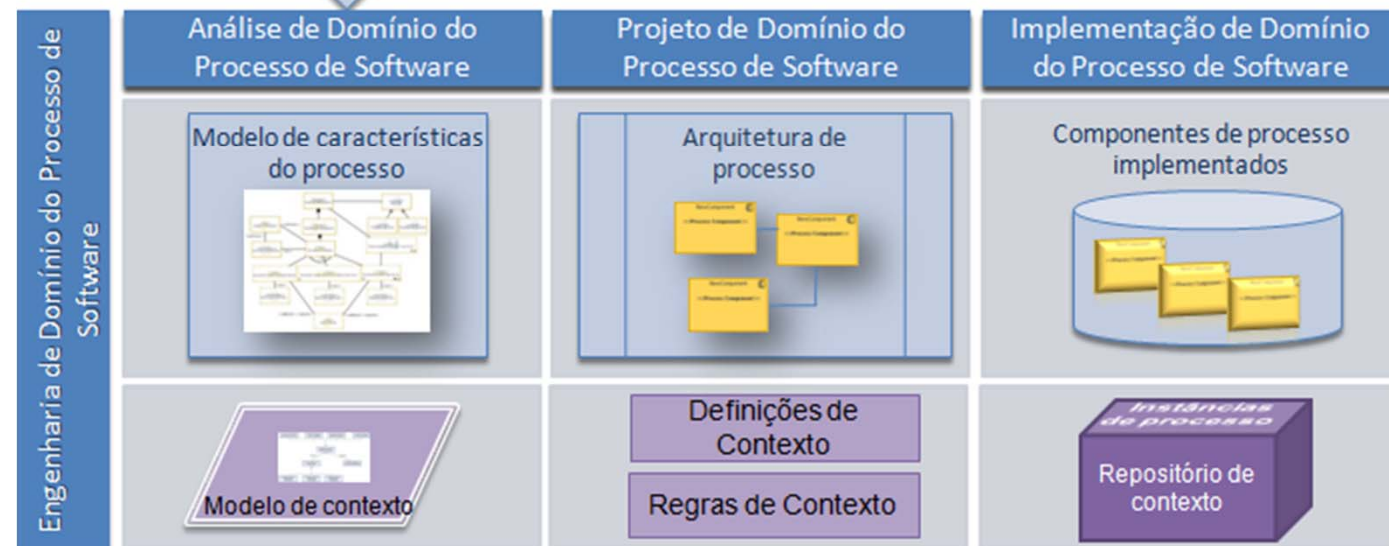 Engenharia de Domínio do Processo de
Software
Análise de Domínio do
Processo de Software
Projeto de Domínio do
Processo de Software
Implementação de Domínio
do Processo de Software
Modelo de características
do processo
Arquitetura de
processo
Componentes de processo
implementados
Modelo de contexto
Definições de
Contexto
Regras de Contexto
Instâncias
de processo
Repositório de
contexto